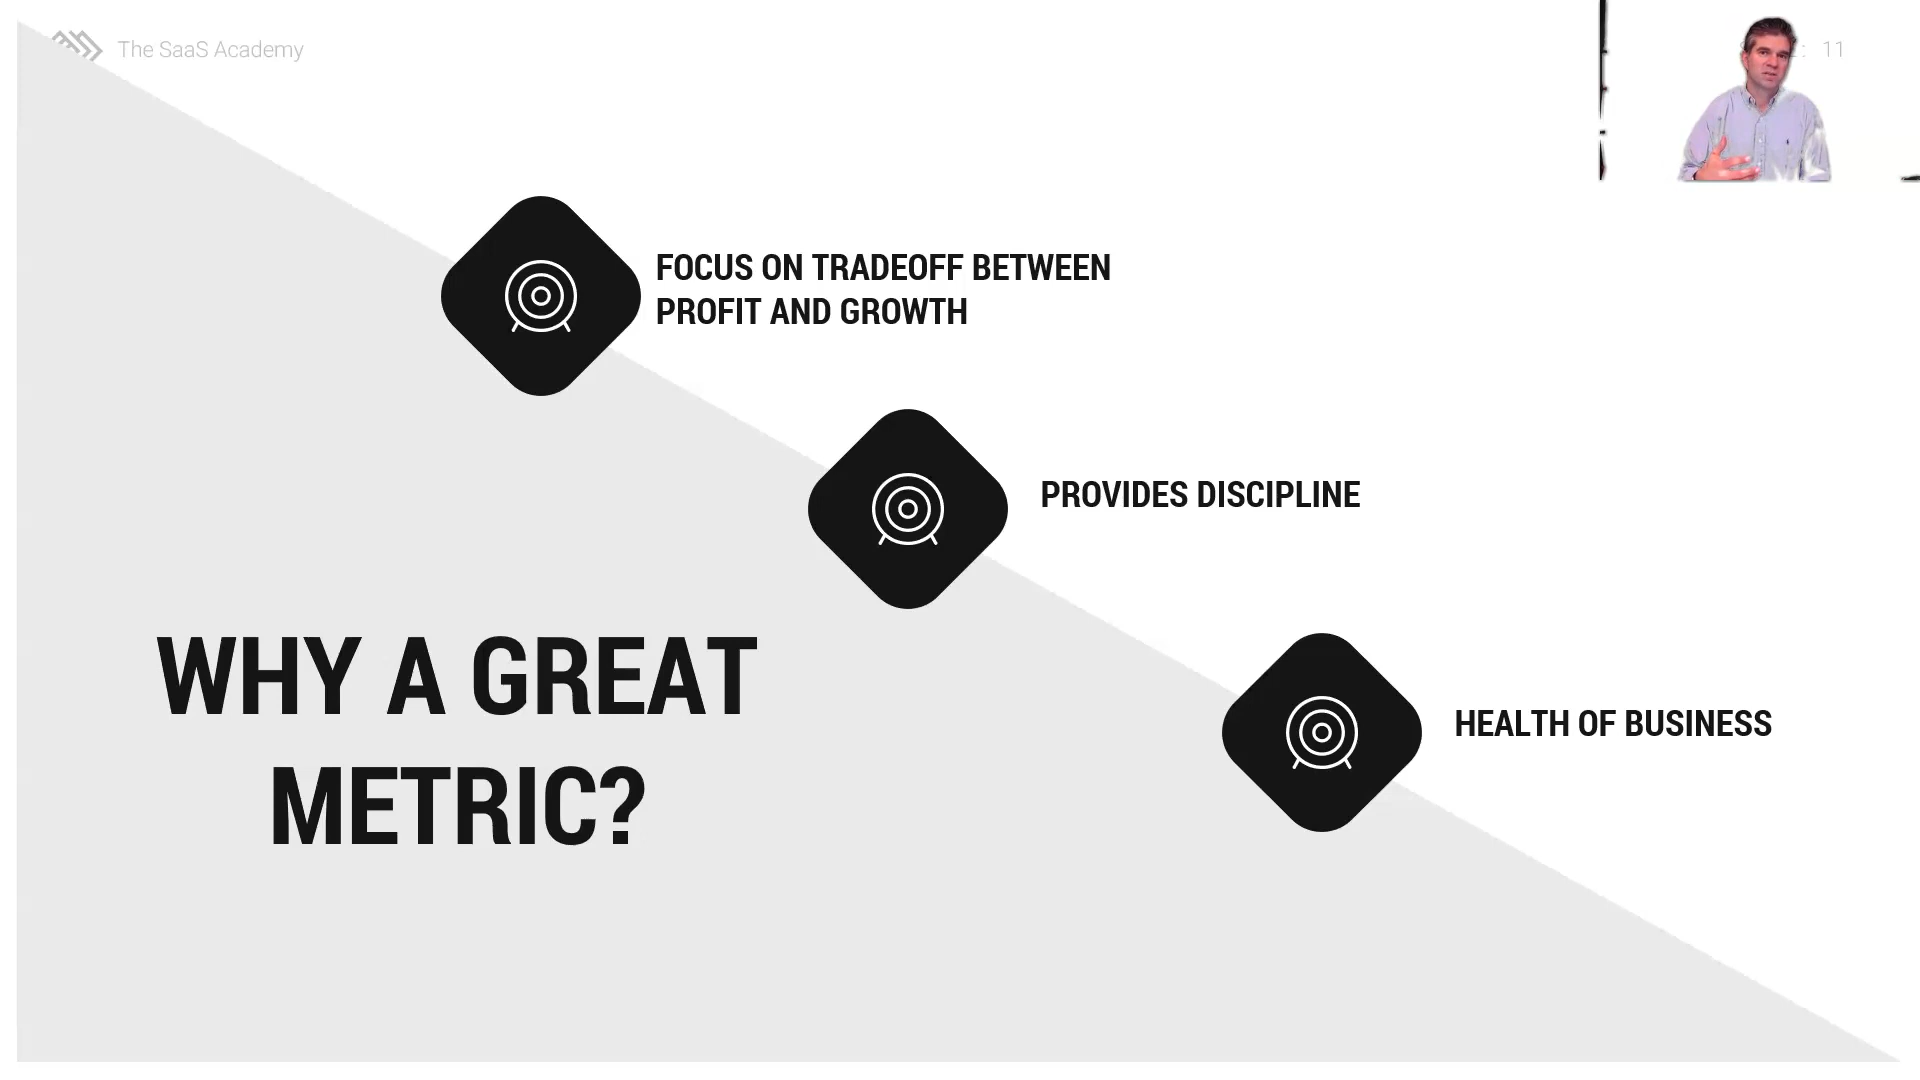 The SaaS Academy
11
FOCUS ON TRADEOFF BETWEEN
PROFIT AND GROWTH
PROVIDES DISCIPLINE
HEALTH OF BUSINESS
WHY A GREAT
METRIC?